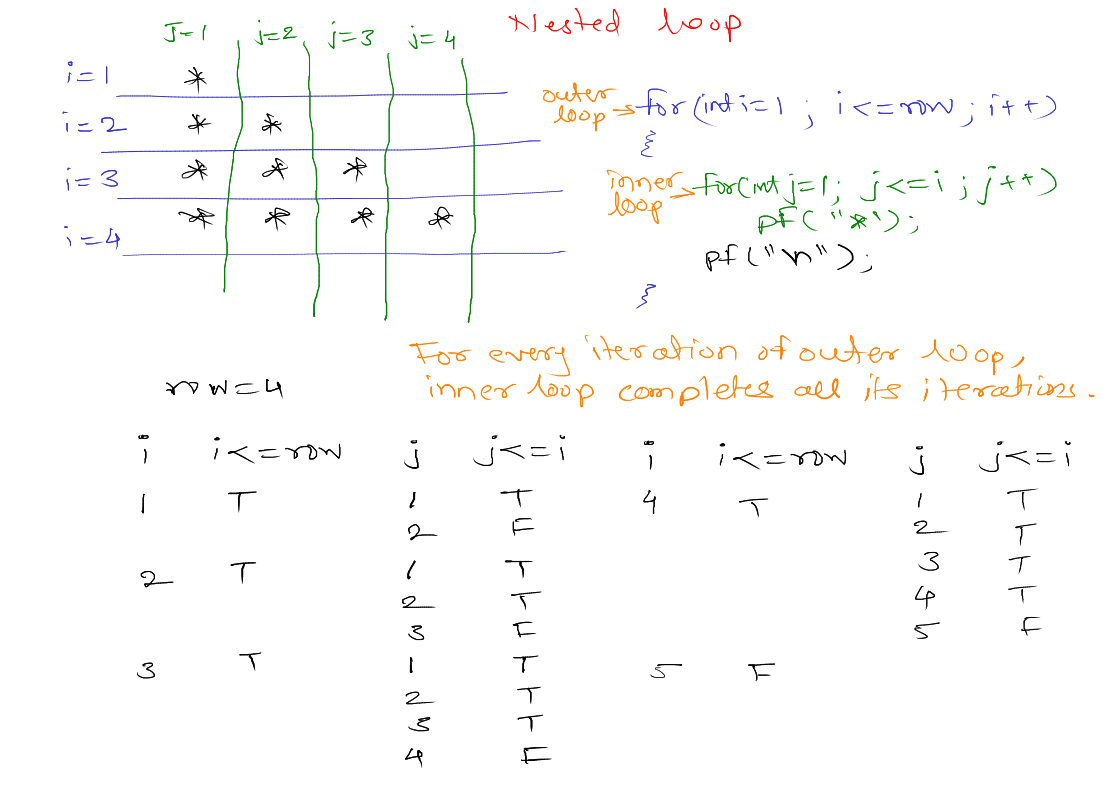 Nested loop
J=1 j=2 j=3 j=4
i=1 *
i=2 * *
i=3 * * *
i=4 * * * *
outer loop → for(int i=1 ; i<=row ; i++)
{
inner loop → for(int j=1; j<=i ; j++)
pf("*");
pf("\n");
}
For every iteration of outer loop,
inner loop completes all its iterations.
row=4
i i<=row j j<=i i i<=row j j<=i
1 T 1 T 4 T 1 T
2 F 2 T
2 T 1 T 3 T
2 T 4 T
3 F 5 F
3 T 1 T 5 F
2 T
3 T
4 F